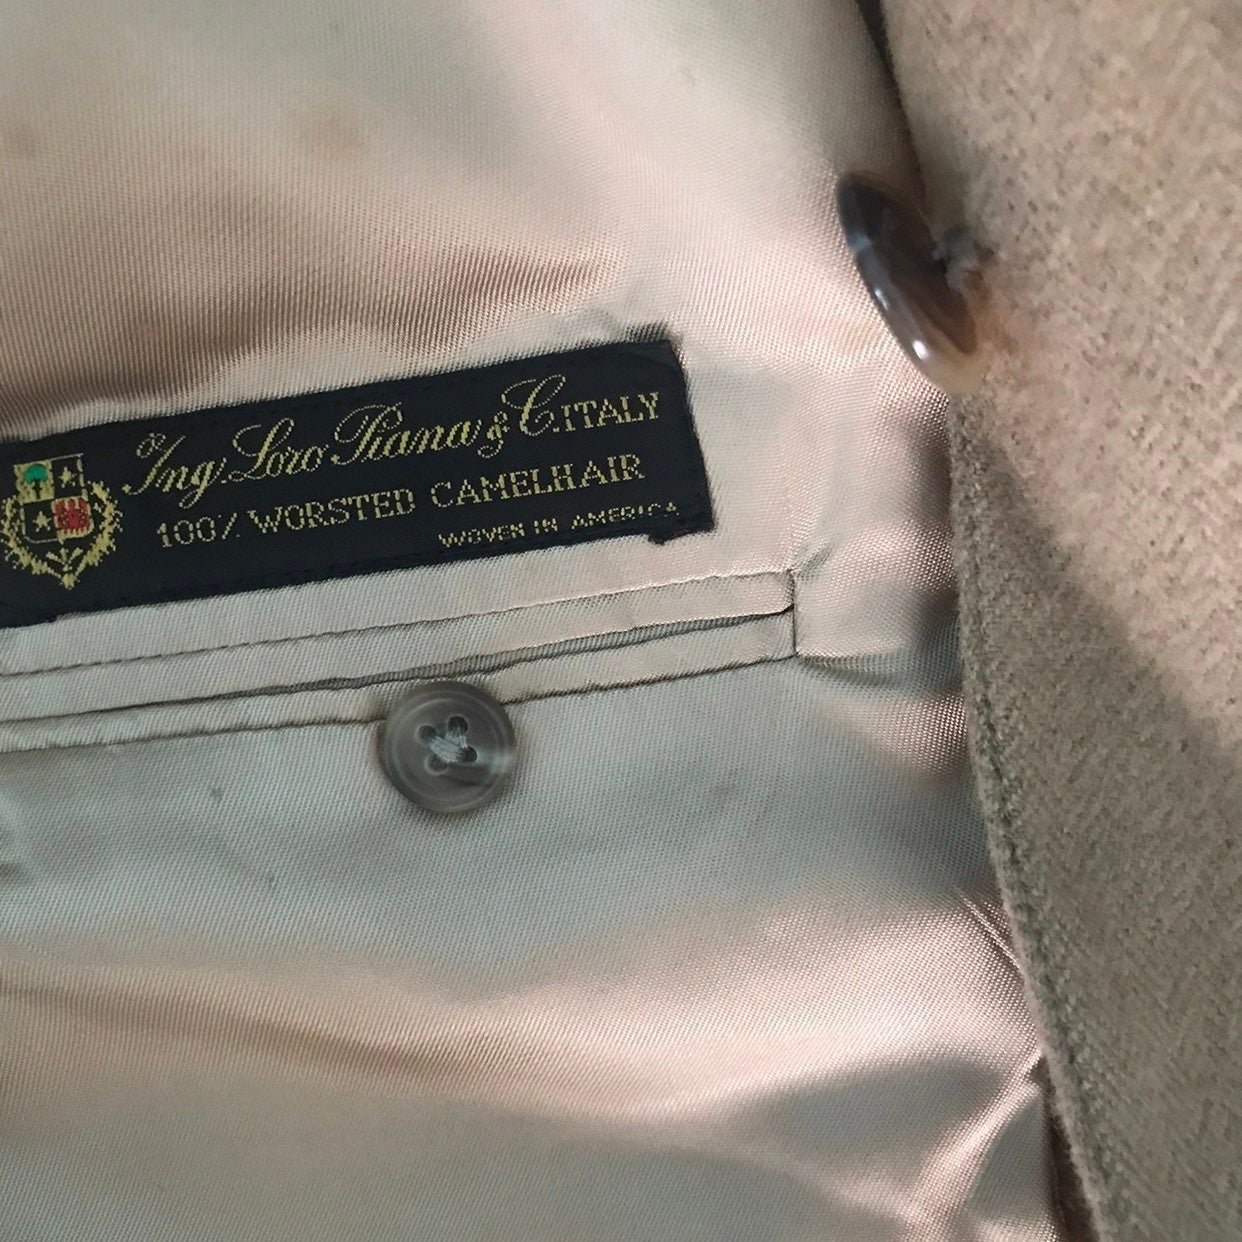 Ing. Loro Piana & C. ITALY
100% WORSTED CAMELHAIR
WOVEN IN AMERICA